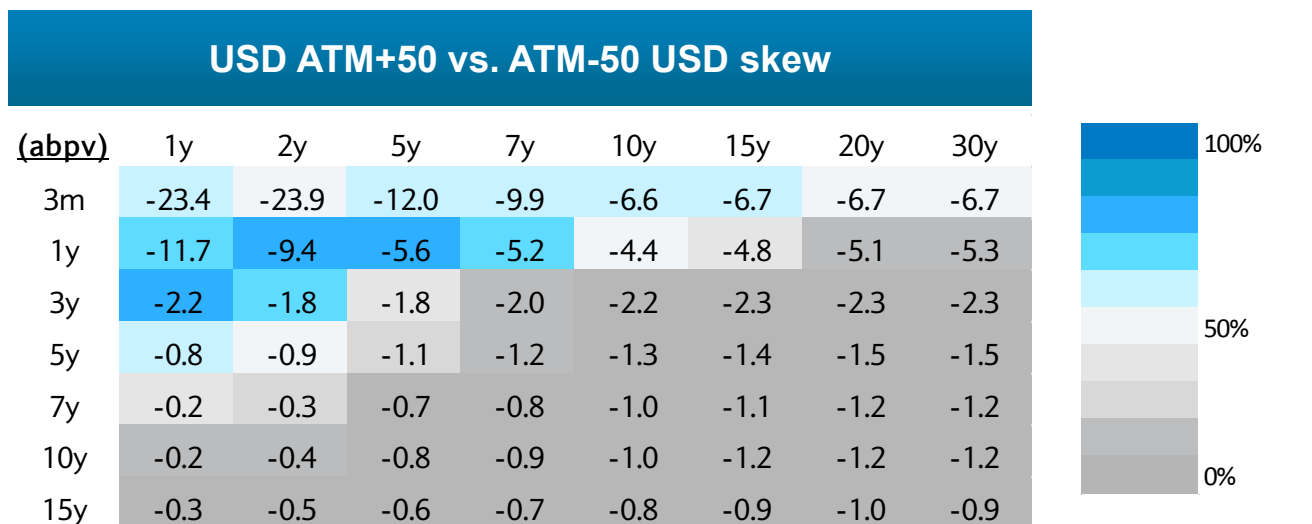 USD ATM+50 vs. ATM-50 USD skew
(abpv) 1y 2y 5y 7y 10y 15y 20y 30y
3m -23.4 -23.9 -12.0 -9.9 -6.6 -6.7 -6.7 -6.7
1y -11.7 -9.4 -5.6 -5.2 -4.4 -4.8 -5.1 -5.3
3y -2.2 -1.8 -1.8 -2.0 -2.2 -2.3 -2.3 -2.3
5y -0.8 -0.9 -1.1 -1.2 -1.3 -1.4 -1.5 -1.5
7y -0.2 -0.3 -0.7 -0.8 -1.0 -1.1 -1.2 -1.2
10y -0.2 -0.4 -0.8 -0.9 -1.0 -1.2 -1.2 -1.2
15y -0.3 -0.5 -0.6 -0.7 -0.8 -0.9 -1.0 -0.9
100%
50%
0%